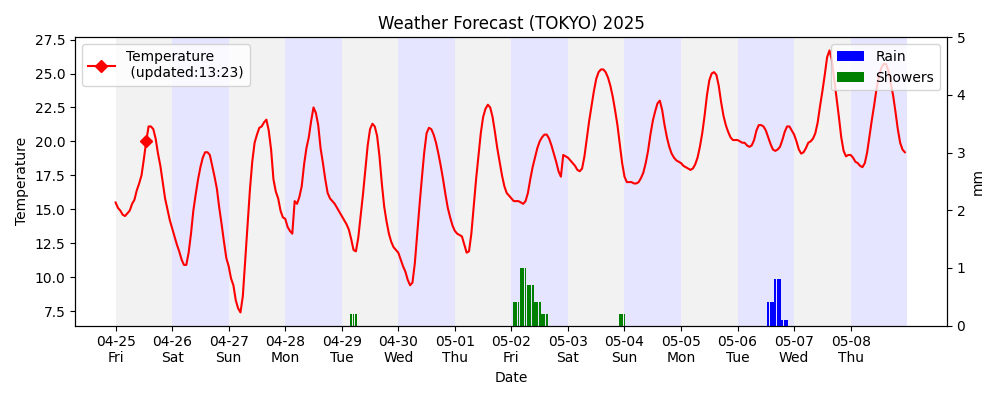 Weather Forecast (TOKYO) 2025
Temperature
(updated:13:23)
Rain
Showers
Temperature
27.5
25.0
22.5
20.0
17.5
15.0
12.5
10.0
7.5
5
4
3
2
1
0
mm
04-25 04-26 04-27 04-28 04-29 04-30 05-01 05-02 05-03 05-04 05-05 05-06 05-07 05-08
Fri Sat Sun Mon Tue Wed Thu Fri Sat Sun Mon Tue Wed Thu
Date